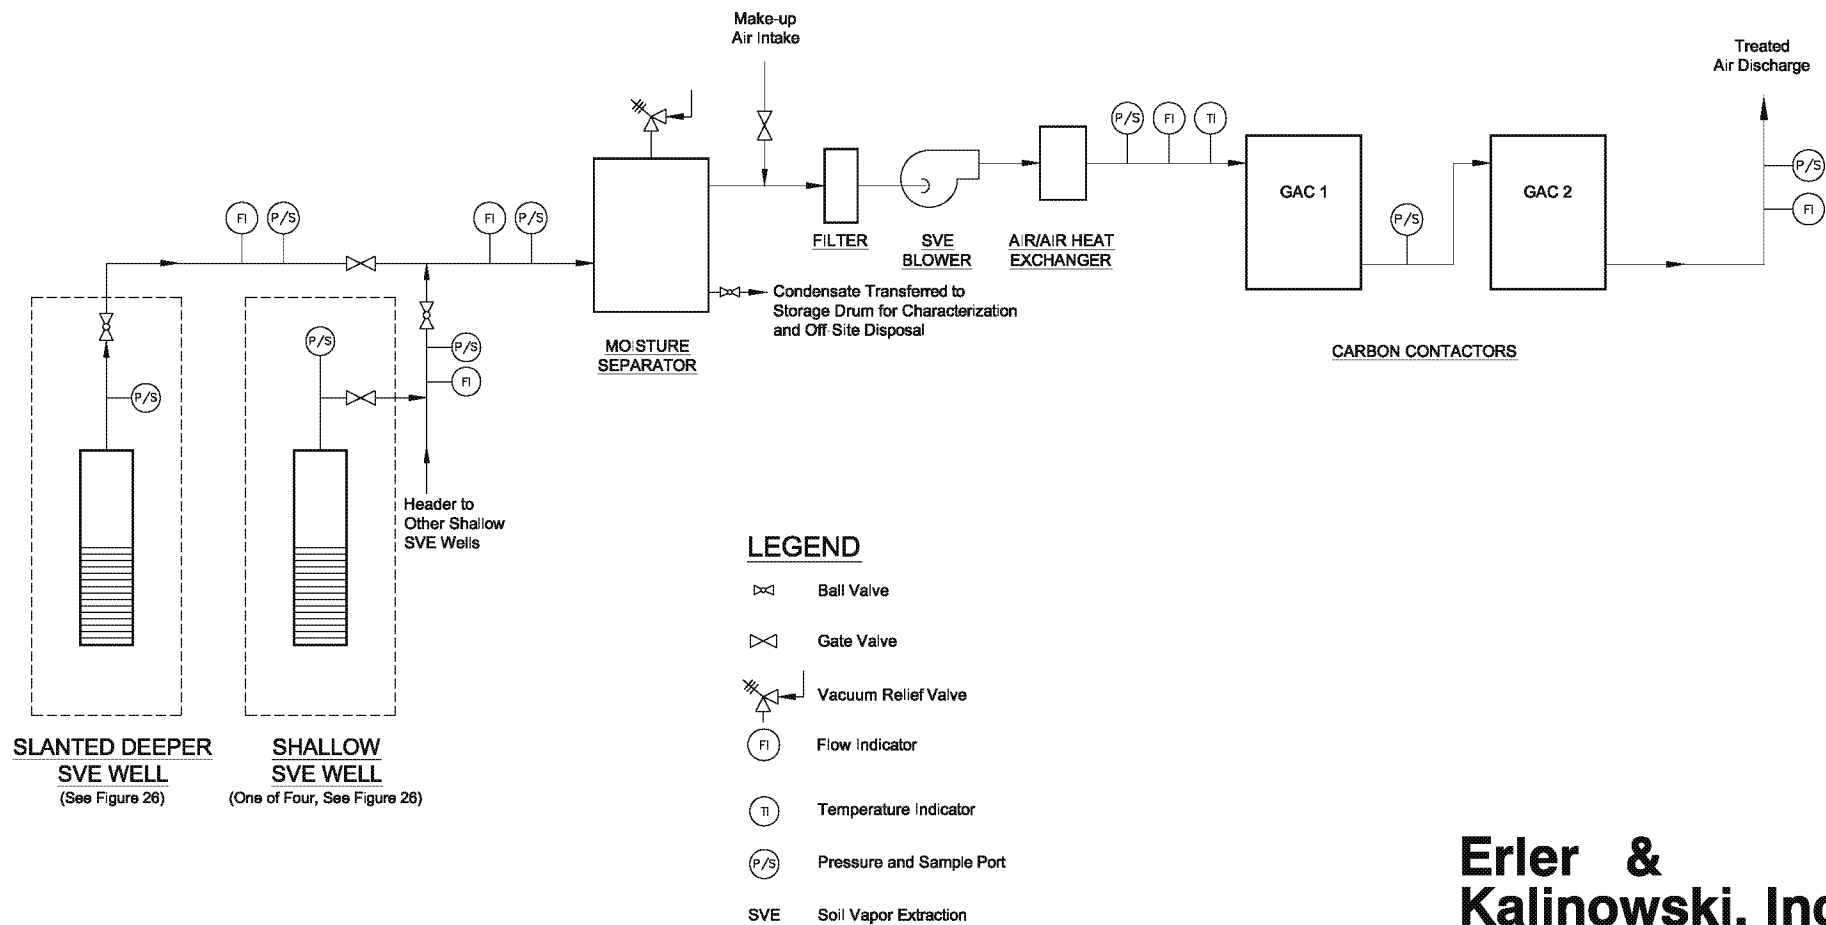 Make-up
Air Intake
Treated
Air Discharge
P/S
FI
TI
P/S
GAC 1
GAC 2
FI
P/S
FI
P/S
P/S
FI
FILTER
SVE
BLOWER
AIR/AIR HEAT
EXCHANGER
Condensate Transferred to
Storage Drum for Characterization
and Off-Site Disposal
P/S
P/S
FI
MOISTURE
SEPARATOR
CARBON CONTACTORS
P/S
Header to
Other Shallow
SVE Wells
LEGEND
Ball Valve
Gate Valve
Vacuum Relief Valve
FI Flow Indicator
TI Temperature Indicator
P/S Pressure and Sample Port
SVE Soil Vapor Extraction
SLANTED DEEPER
SVE WELL
(See Figure 26)
SHALLOW
SVE WELL
(One of Four, See Figure 26)
Erler &
Kalinowski, Inc